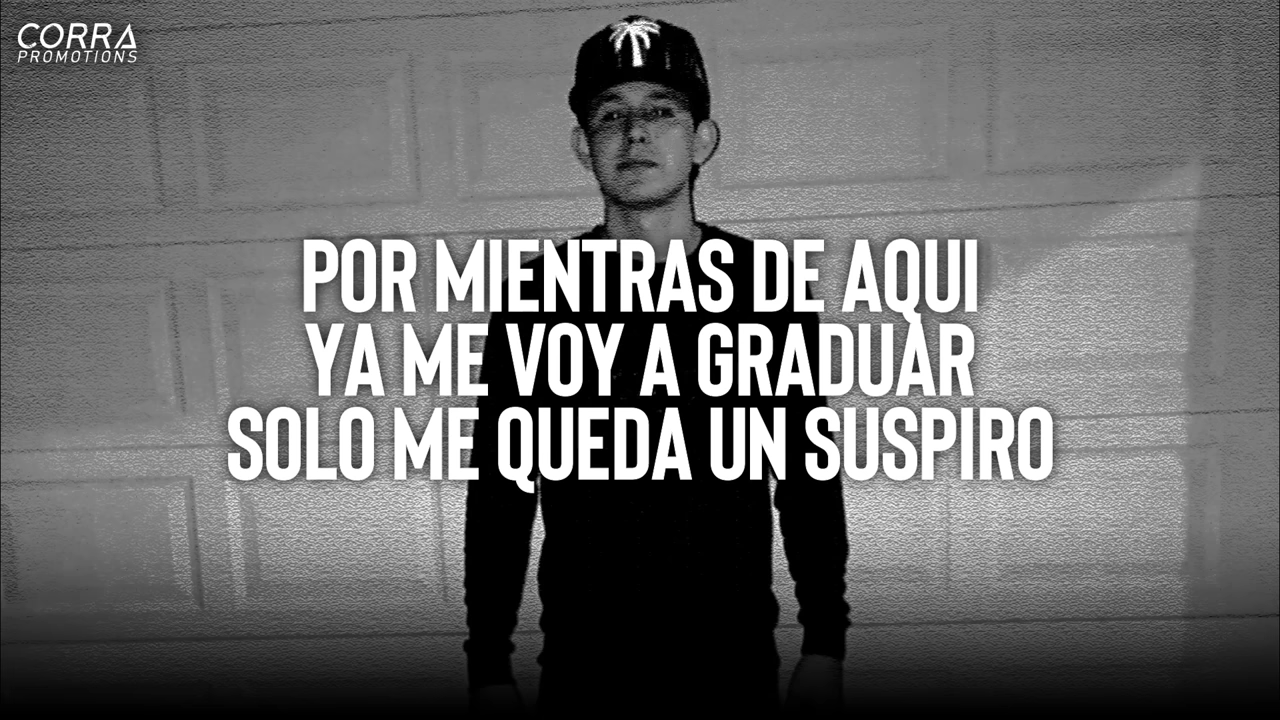 CORRA
PROMOTIONS
POR MIENTRAS DE AQUI
YA ME VOY A GRADUAR
SOLO ME QUEDA UN SUSPIRO